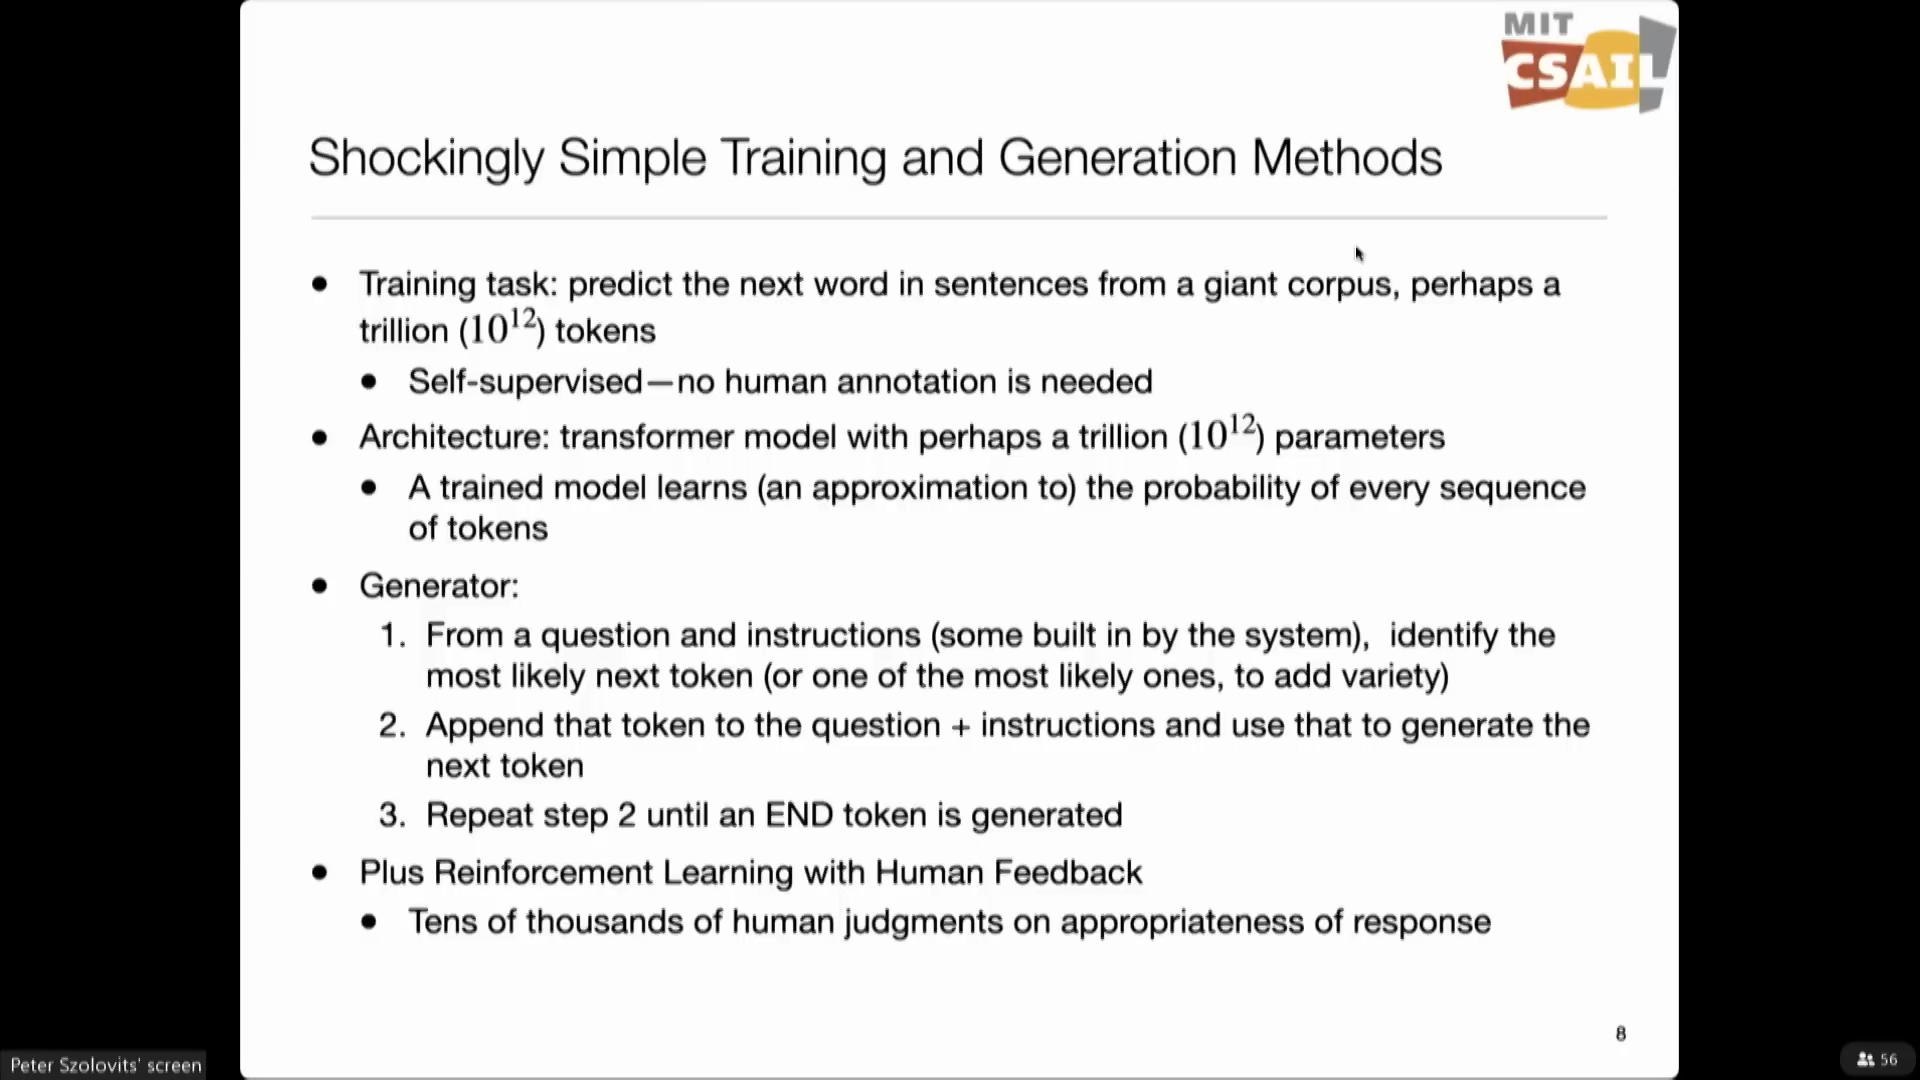 MIT
CSAIL
Shockingly Simple Training and Generation Methods
● Training task: predict the next word in sentences from a giant corpus, perhaps a
trillion (10¹²) tokens
● Self-supervised—no human annotation is needed
● Architecture: transformer model with perhaps a trillion (10¹²) parameters
● A trained model learns (an approximation to) the probability of every sequence
of tokens
● Generator:
1. From a question and instructions (some built in by the system), identify the
most likely next token (or one of the most likely ones, to add variety)
2. Append that token to the question + instructions and use that to generate the
next token
3. Repeat step 2 until an END token is generated
● Plus Reinforcement Learning with Human Feedback
● Tens of thousands of human judgments on appropriateness of response
8
Peter Szolovits' screen
56